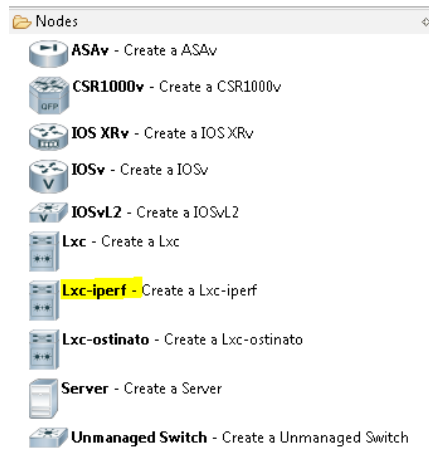 Nodes
ASAv - Create a ASAv
CSR1000v - Create a CSR1000v
QFP
IOS XRv - Create a IOS XRv
IOSv - Create a IOSv
V
IOSvL2 - Create a IOSvL2
V
Lxc - Create a Lxc
Lxc-iperf - Create a Lxc-iperf
Lxc-ostinato - Create a Lxc-ostinato
Server - Create a Server
Unmanaged Switch - Create a Unmanaged Switch